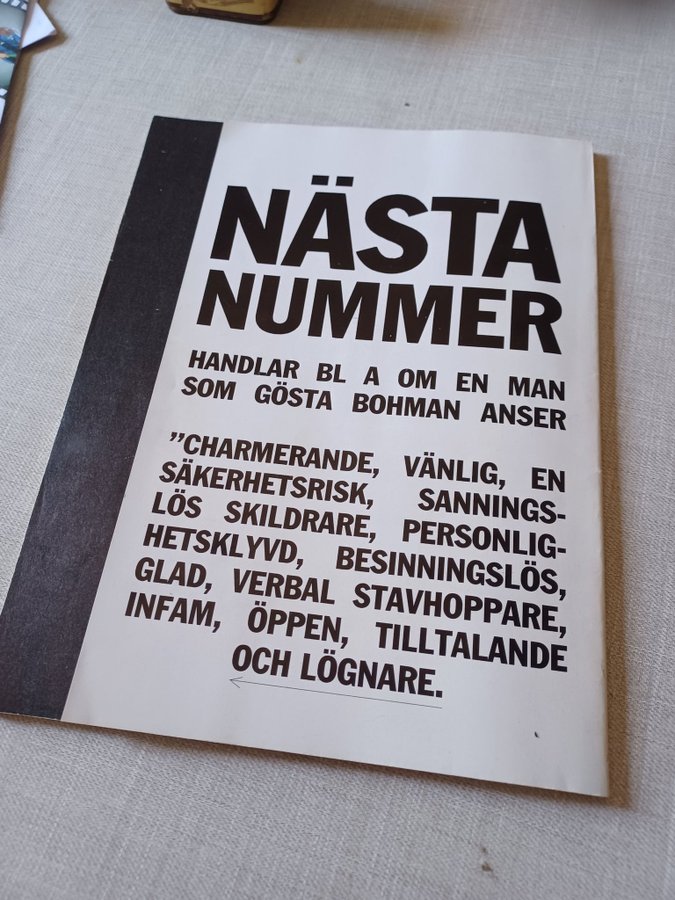 NÄSTA
NUMMER
HANDLAR BL A OM EN MAN
SOM GÖSTA BOHMAN ANSER
”CHARMERANDE, VÄNLIG, EN
SÄKERHETSRISK, SANNINGS-
LÖS SKILDRARE, PERSONLIG-
HETSKLYVD, BESINNINGSLÖS,
GLAD, VERBAL STAVHOPPARE,
INFAM, ÖPPEN, TILLTALANDE
OCH LÖGNARE.